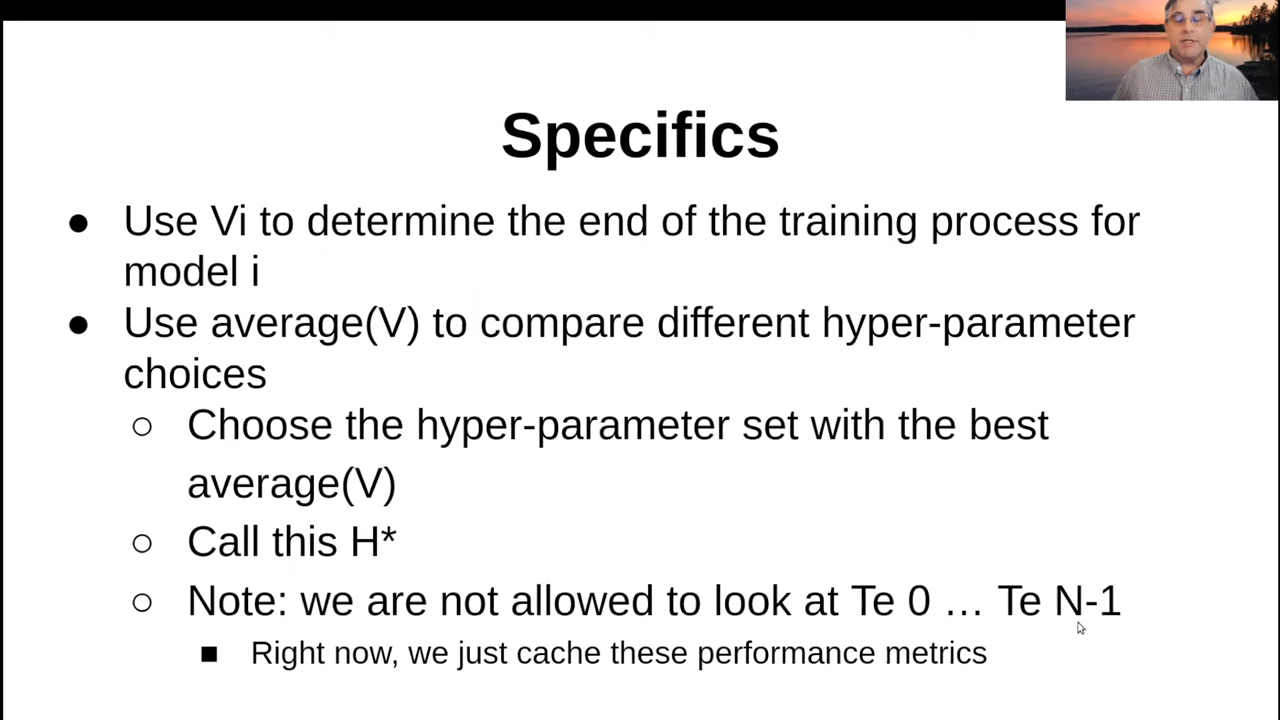 Specifics
● Use Vi to determine the end of the training process for
model i
● Use average(V) to compare different hyper-parameter
choices
○ Choose the hyper-parameter set with the best
average(V)
○ Call this H*
○ Note: we are not allowed to look at Te 0 … Te N-1
■ Right now, we just cache these performance metrics